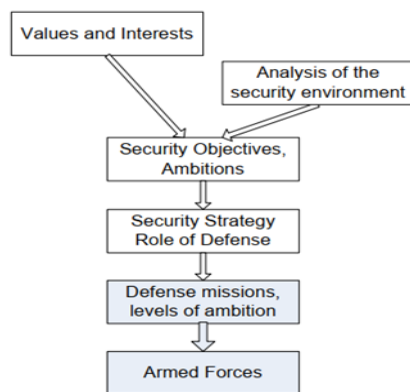 Values and Interests
Analysis of the
security environment
Security Objectives,
Ambitions
Security Strategy
Role of Defense
Defense missions,
levels of ambition
Armed Forces